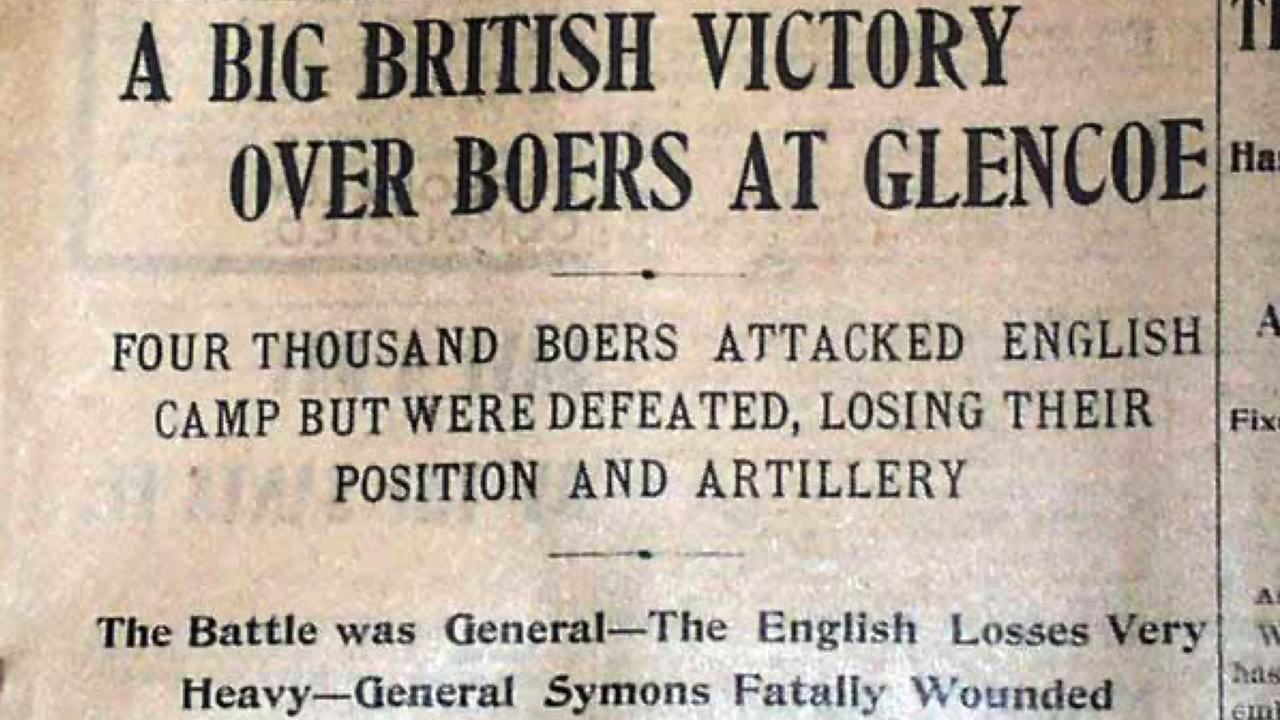 A BIG BRITISH VICTORY
OVER BOERS AT GLENCOE
FOUR THOUSAND BOERS ATTACKED ENGLISH
CAMP BUT WERE DEFEATED, LOSING THEIR
POSITION AND ARTILLERY
The Battle was General—The English Losses Very
Heavy—General Symons Fatally Wounded